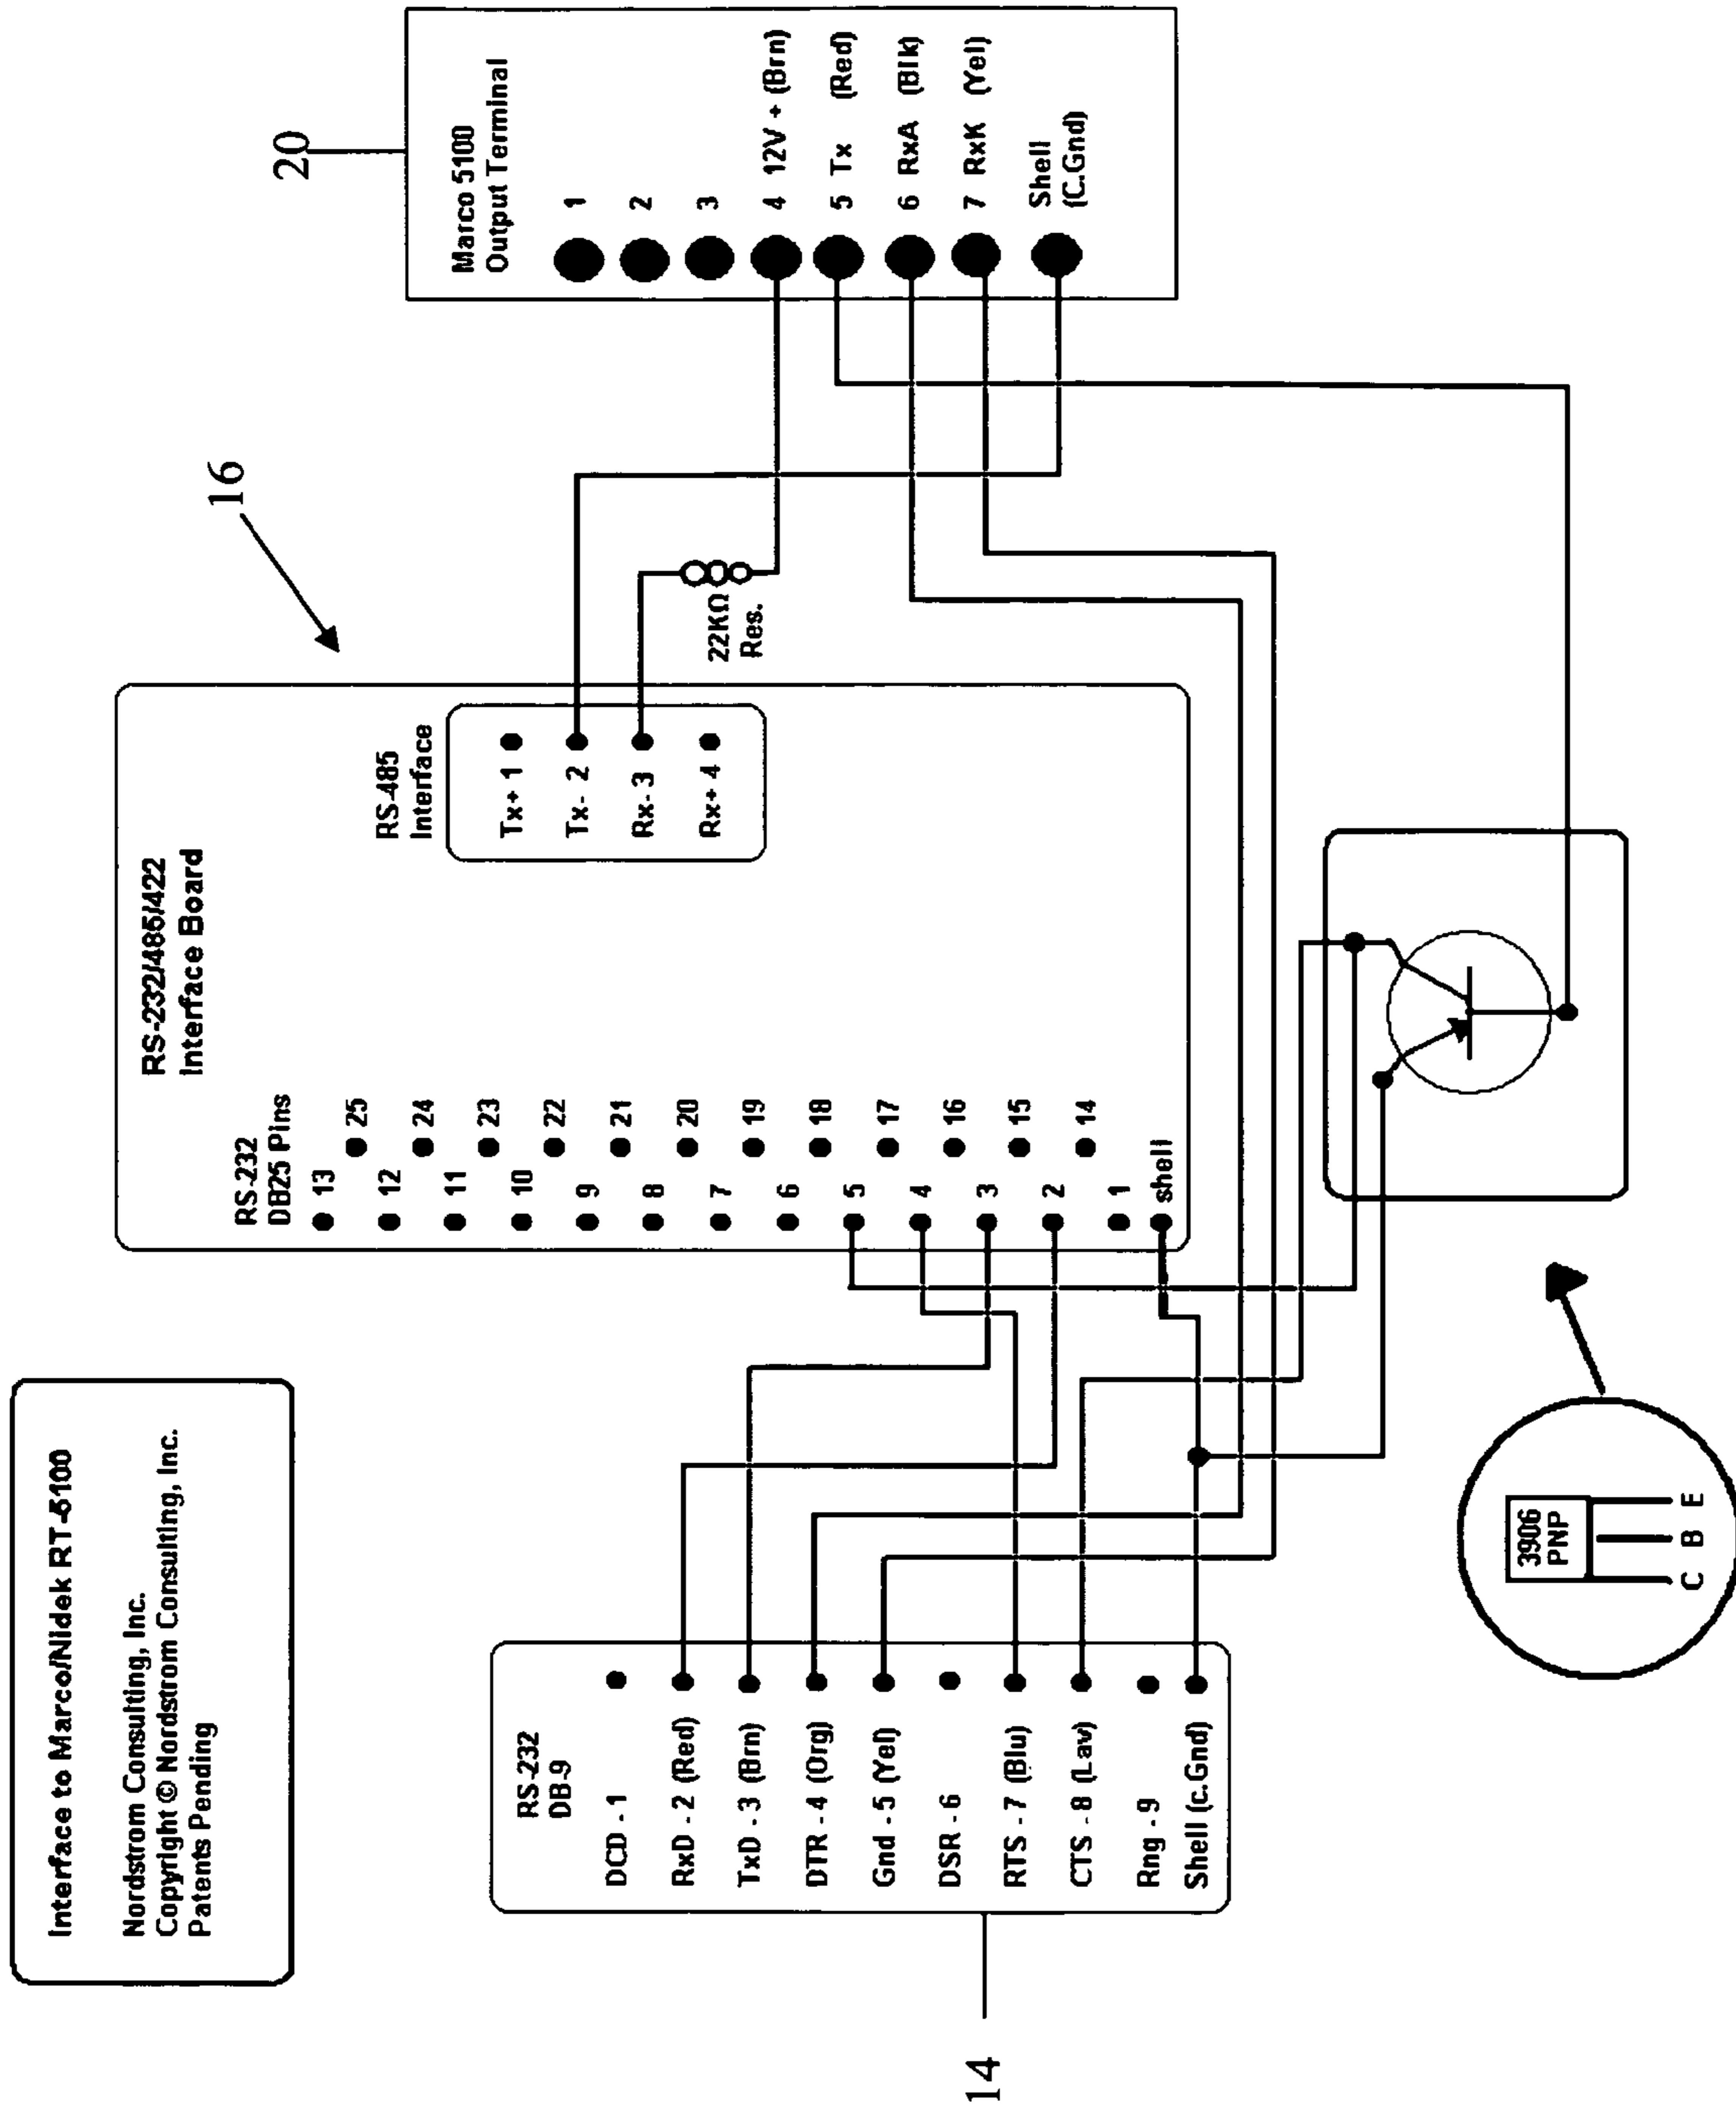 Interface to Marco/Nidek RT-5100
Nordstrom Consulting, Inc.
Copyright © Nordstrom Consulting, Inc.
Patents Pending
RS-232
DB-9
DCD - 1
RxD - 2 (Red)
TxD - 3 (Brn)
DTR - 4 (Org)
Gnd - 5 (Yel)
DSR - 6
RTS - 7 (Blu)
CTS - 8 (Lav)
Rng - 9
Shell (c.Gnd)
14
RS-232/485/422
Interface Board
RS-232
DB25 Pins
13
25
12
24
11
23
10
22
9
21
8
20
7
19
6
18
5
17
4
16
3
15
2
14
1
shell
RS-485
Interface
Tx+ 1
Tx- 2
Rx- 3
Rx+ 4
16
22KΩ
Res.
20
Marco 5100
Output Terminal
1
2
3
4 12V + (Brn)
5 Tx (Red)
6 RxA (Blk)
7 RxK (Yel)
Shell
(C.Gnd)
3906
PNP
C B E